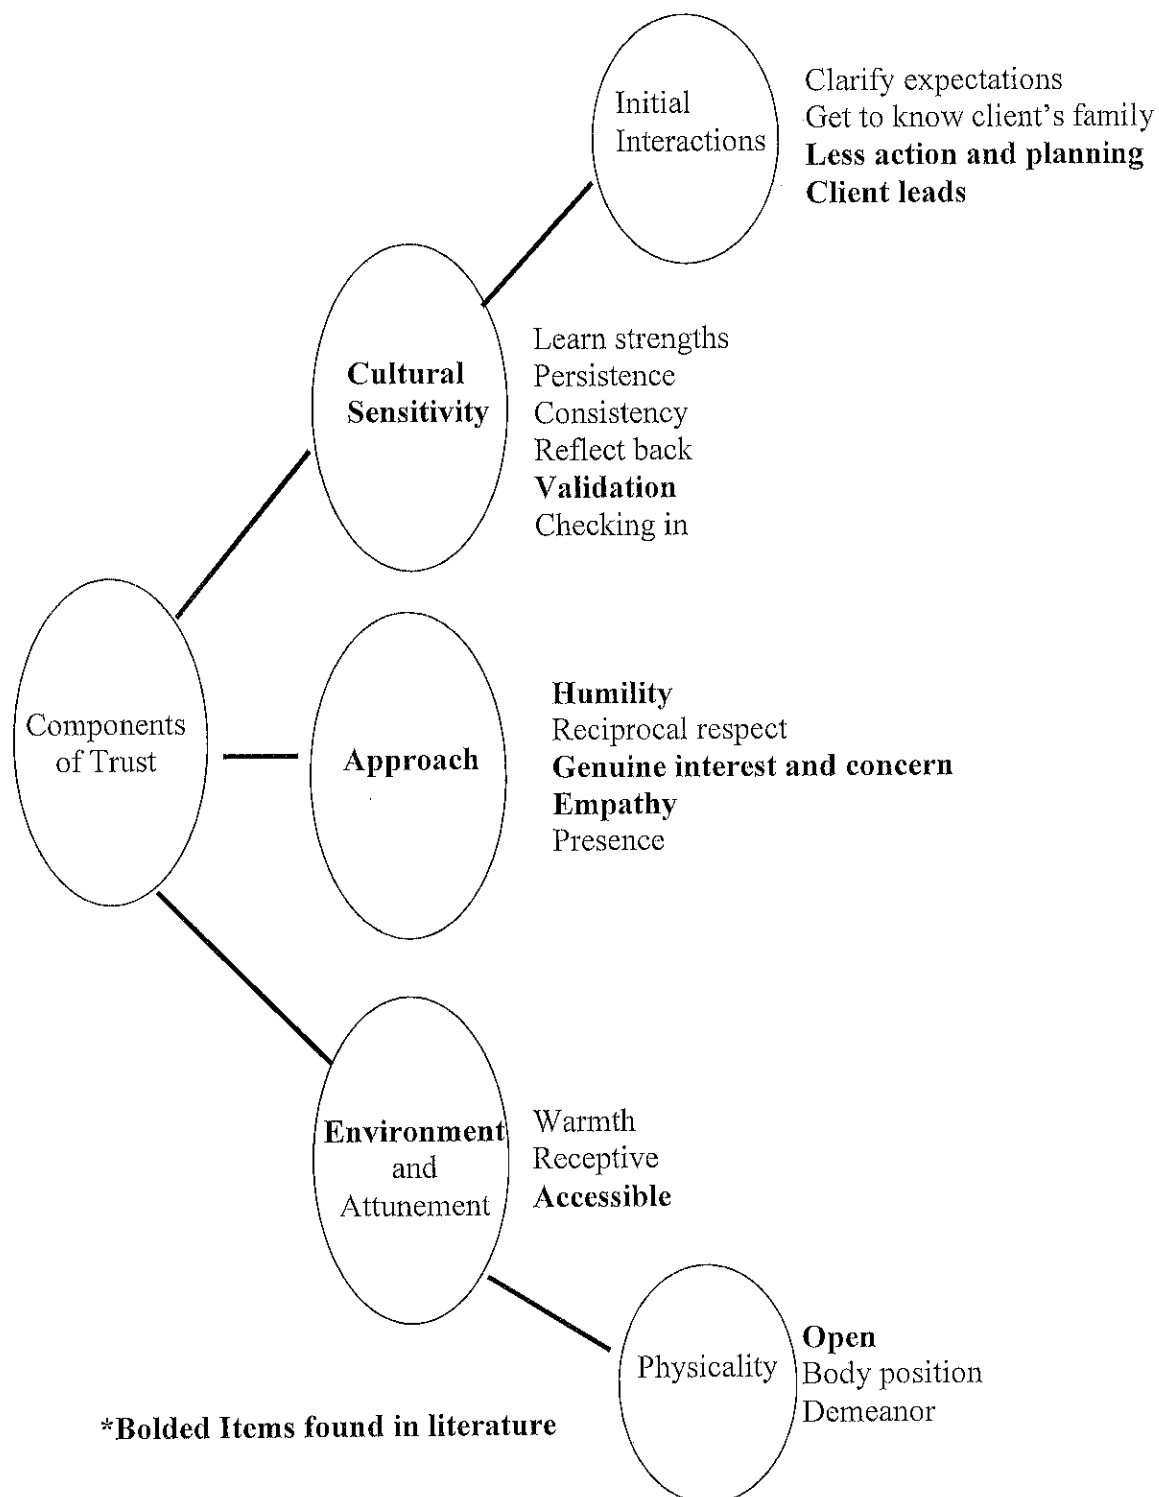 Initial
Interactions
Clarify expectations
Get to know client's family
Less action and planning
Client leads
Cultural
Sensitivity
Learn strengths
Persistence
Consistency
Reflect back
Validation
Checking in
Components
of Trust
Approach
Humility
Reciprocal respect
Genuine interest and concern
Empathy
Presence
Environment
and
Attunement
Warmth
Receptive
Accessible
Physicality
Open
Body position
Demeanor
*Bolded Items found in literature